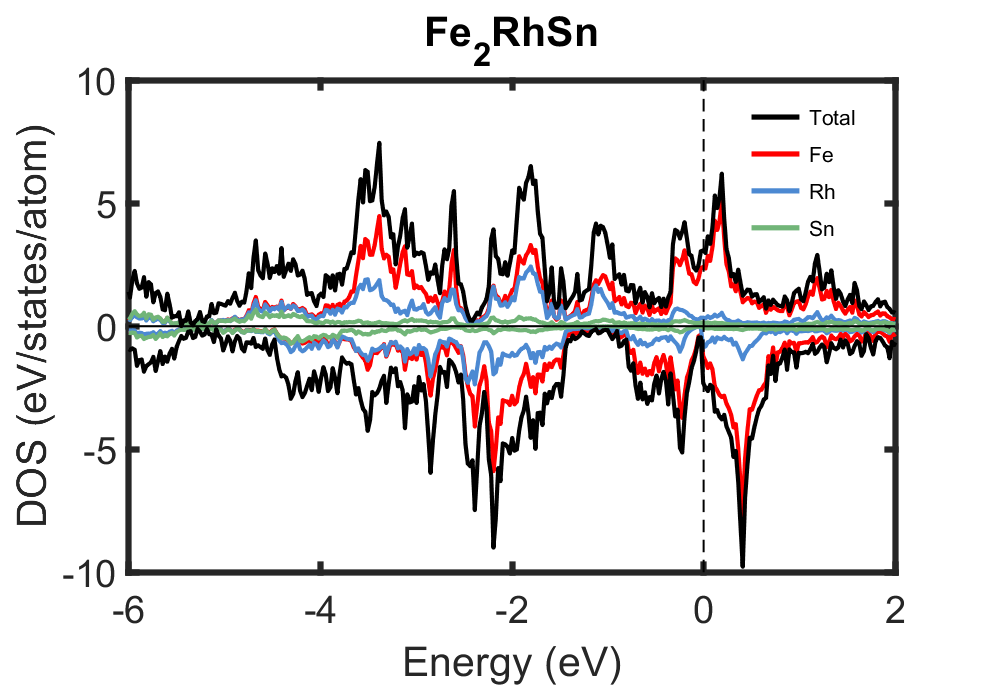 Fe₂RhSn
10
5
0
-5
-10
DOS (eV/states/atom)
Total
Fe
Rh
Sn
-6 -4 -2 0 2
Energy (eV)